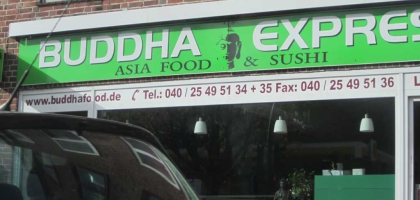 BUDDHA EXPRES
ASIA FOOD & SUSHI
www.buddhafood.de Tel.: 040 / 25 49 51 34 + 35 Fax: 040 / 25 49 51 36 L